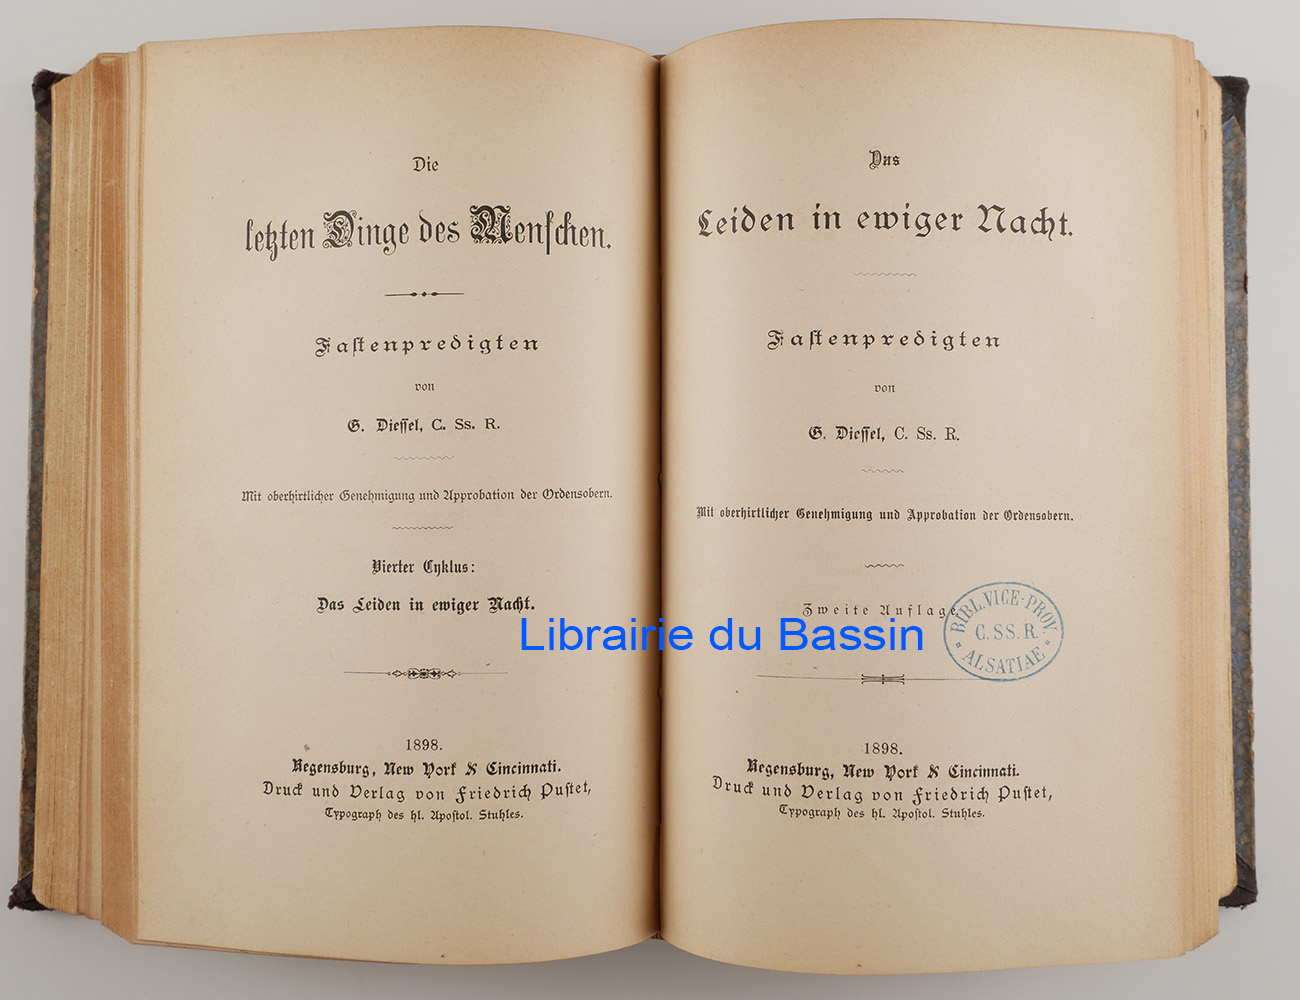 Die
letzten Dinge des Menschen.
Fastenpredigten
von
G. Diessel, C. Ss. R.
Mit oberhirtlicher Genehmigung und Approbation der Ordensobern.
Vierter Cyklus:
Das Leiden in ewiger Nacht.
1898.
Regensburg, New York & Cincinnati.
Druck und Verlag von Friedrich Pustet,
Typograph des hl. Apostol. Stuhles.
Das
Leiden in ewiger Nacht.
Fastenpredigten
von
G. Diessel, C. Ss. R.
Mit oberhirtlicher Genehmigung und Approbation der Ordensobern.
Zweite Auflage
BIBL. VICE-PROV.
C. SS. R.
ALSATIAE
1898.
Regensburg, New York & Cincinnati.
Druck und Verlag von Friedrich Pustet,
Typograph des hl. Apostol. Stuhles.
Librairie du Bassin